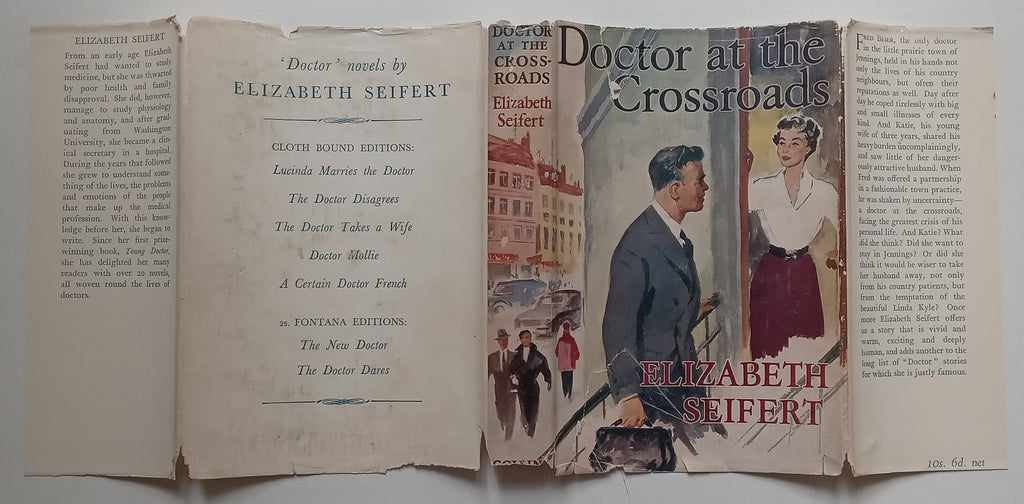 ELIZABETH SEIFERT
From an early age Elizabeth
Seifert had wanted to study
medicine, but she was thwarted
by poor health and family
disapproval. She did, however,
manage to study physiology
and anatomy, and after grad-
uating from Washington
University, she became a clin-
ical secretary in a hospital.
During the years that followed
she grew to understand some-
thing of the lives, the problems
and emotions of the people
that make up the medical
profession. With this know-
ledge before her, she began to
write. Since her first prize-
winning book, Young Doctor,
she has delighted her many
readers with over 20 novels,
all woven round the lives of
doctors.
'Doctor' novels by
ELIZABETH SEIFERT
CLOTH BOUND EDITIONS:
Lucinda Marries the Doctor
The Doctor Disagrees
The Doctor Takes a Wife
Doctor Mollie
A Certain Doctor French
2s. FONTANA EDITIONS:
The New Doctor
The Doctor Dares
DOCTOR
AT THE
CROSS-
ROADS
Elizabeth
Seifert
COLLINS
Doctor at the
Crossroads
ELIZABETH
SEIFERT
FRED BEIER, the only doctor
in the little prairie town of
Jennings, held in his hands not
only the lives of his country
neighbours, but often their
reputations as well. Day after
day he coped tirelessly with big
and small illnesses of every
kind. And Katie, his young
wife of three years, shared his
heavy burden uncomplainingly,
and saw little of her danger-
ously attractive husband. When
Fred was offered a partnership
in a fashionable town practice,
he was shaken by uncertainty—
a doctor at the crossroads,
facing the greatest crisis of his
personal life. And Katie? What
did she think? Did she want to
stay in Jennings? Or did she
think it would be wiser to take
her husband away, not only
from his country patients, but
from the temptation of the
beautiful Linda Kyle? Once
more Elizabeth Seifert offers
us a story that is vivid and
warm, exciting and deeply
human, and adds another to the
long list of "Doctor" stories
for which she is justly famous.
10s. 6d. net